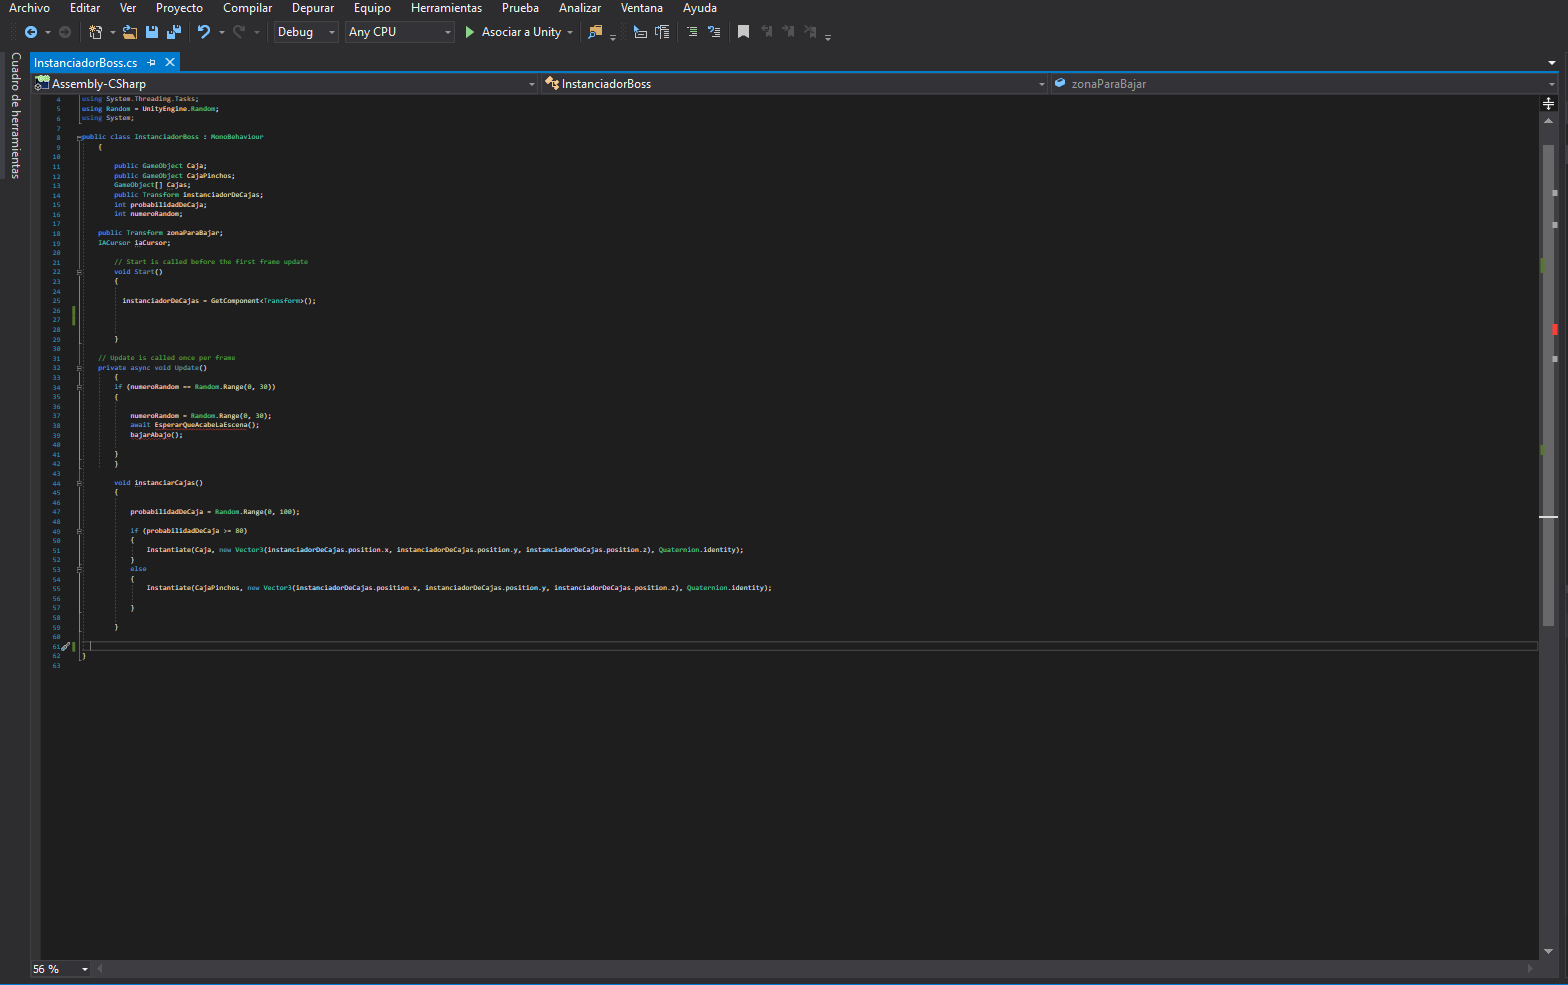 Archivo Editar Ver Proyecto Compilar Depurar Equipo Herramientas Prueba Analizar Ventana Ayuda
Debug Any CPU Asociar a Unity
Cuadro de herramientas
InstanciadorBoss.cs
Assembly-CSharp InstanciadorBoss zonaParaBajar
4 using System.Threading.Tasks;
5 using Random = UnityEngine.Random;
6 using System;
7
8 public class InstanciadorBoss : MonoBehaviour
9 {
10
11 public GameObject Caja;
12 public GameObject CajaPinchos;
13 GameObject[] Cajas;
14 public Transform instanciadorDeCajas;
15 int probabilidadDeCaja;
16 int numeroRandom;
17
18 public Transform zonaParaBajar;
19 IACursor iaCursor;
20
21 // Start is called before the first frame update
22 void Start()
23 {
24
25 instanciadorDeCajas = GetComponent<Transform>();
26
27
28
29 }
30
31 // Update is called once per frame
32 private async void Update()
33 {
34 if (numeroRandom == Random.Range(0, 30))
35 {
36
37 numeroRandom = Random.Range(0, 30);
38 await EsperarQueAcabeLaEscena();
39 bajarAbajo();
40
41 }
42 }
43
44 void instanciarCajas()
45 {
46
47 probabilidadDeCaja = Random.Range(0, 100);
48
49 if (probabilidadDeCaja >= 80)
50 {
51 Instantiate(Caja, new Vector3(instanciadorDeCajas.position.x, instanciadorDeCajas.position.y, instanciadorDeCajas.position.z), Quaternion.identity);
52 }
53 else
54 {
55 Instantiate(CajaPinchos, new Vector3(instanciadorDeCajas.position.x, instanciadorDeCajas.position.y, instanciadorDeCajas.position.z), Quaternion.identity);
56
57 }
58
59 }
60
61
62 }
63
56 %